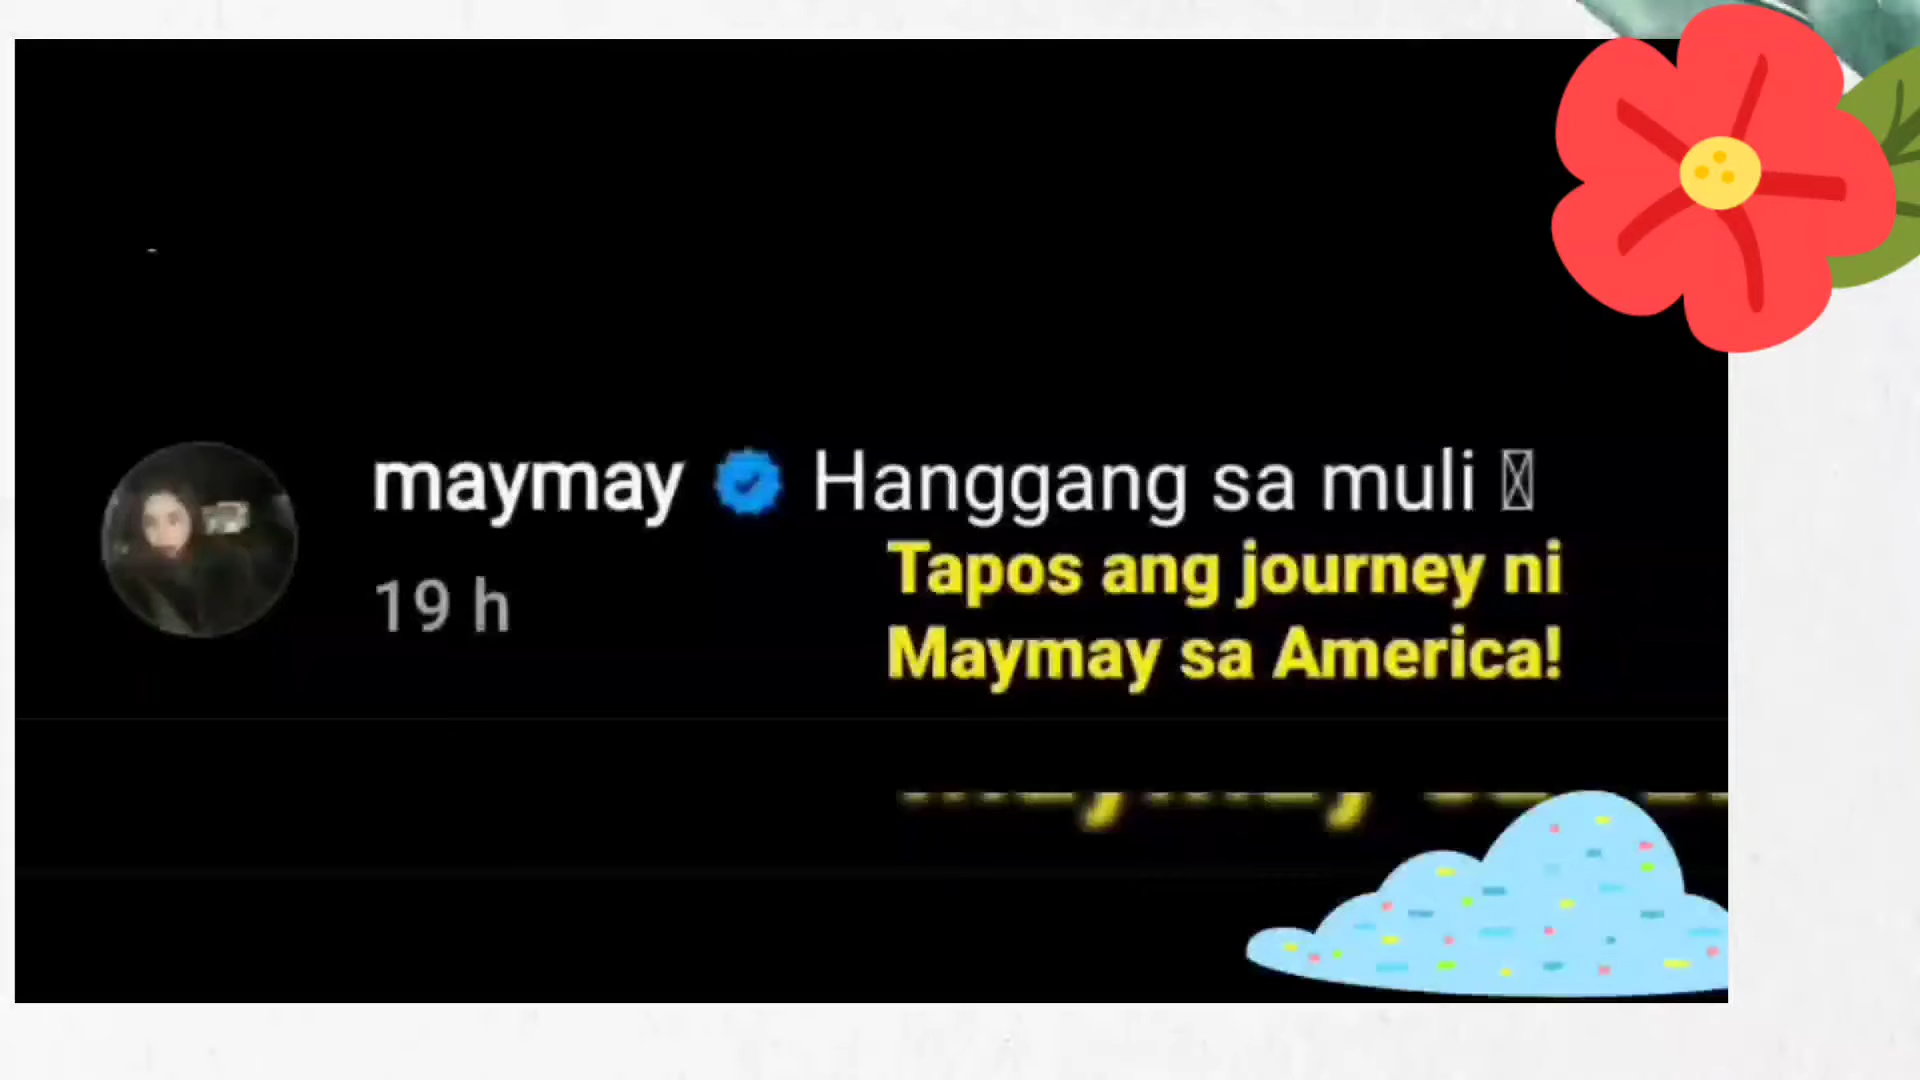 maymay Hanggang sa muli
19 h
Tapos ang journey ni
Maymay sa America!